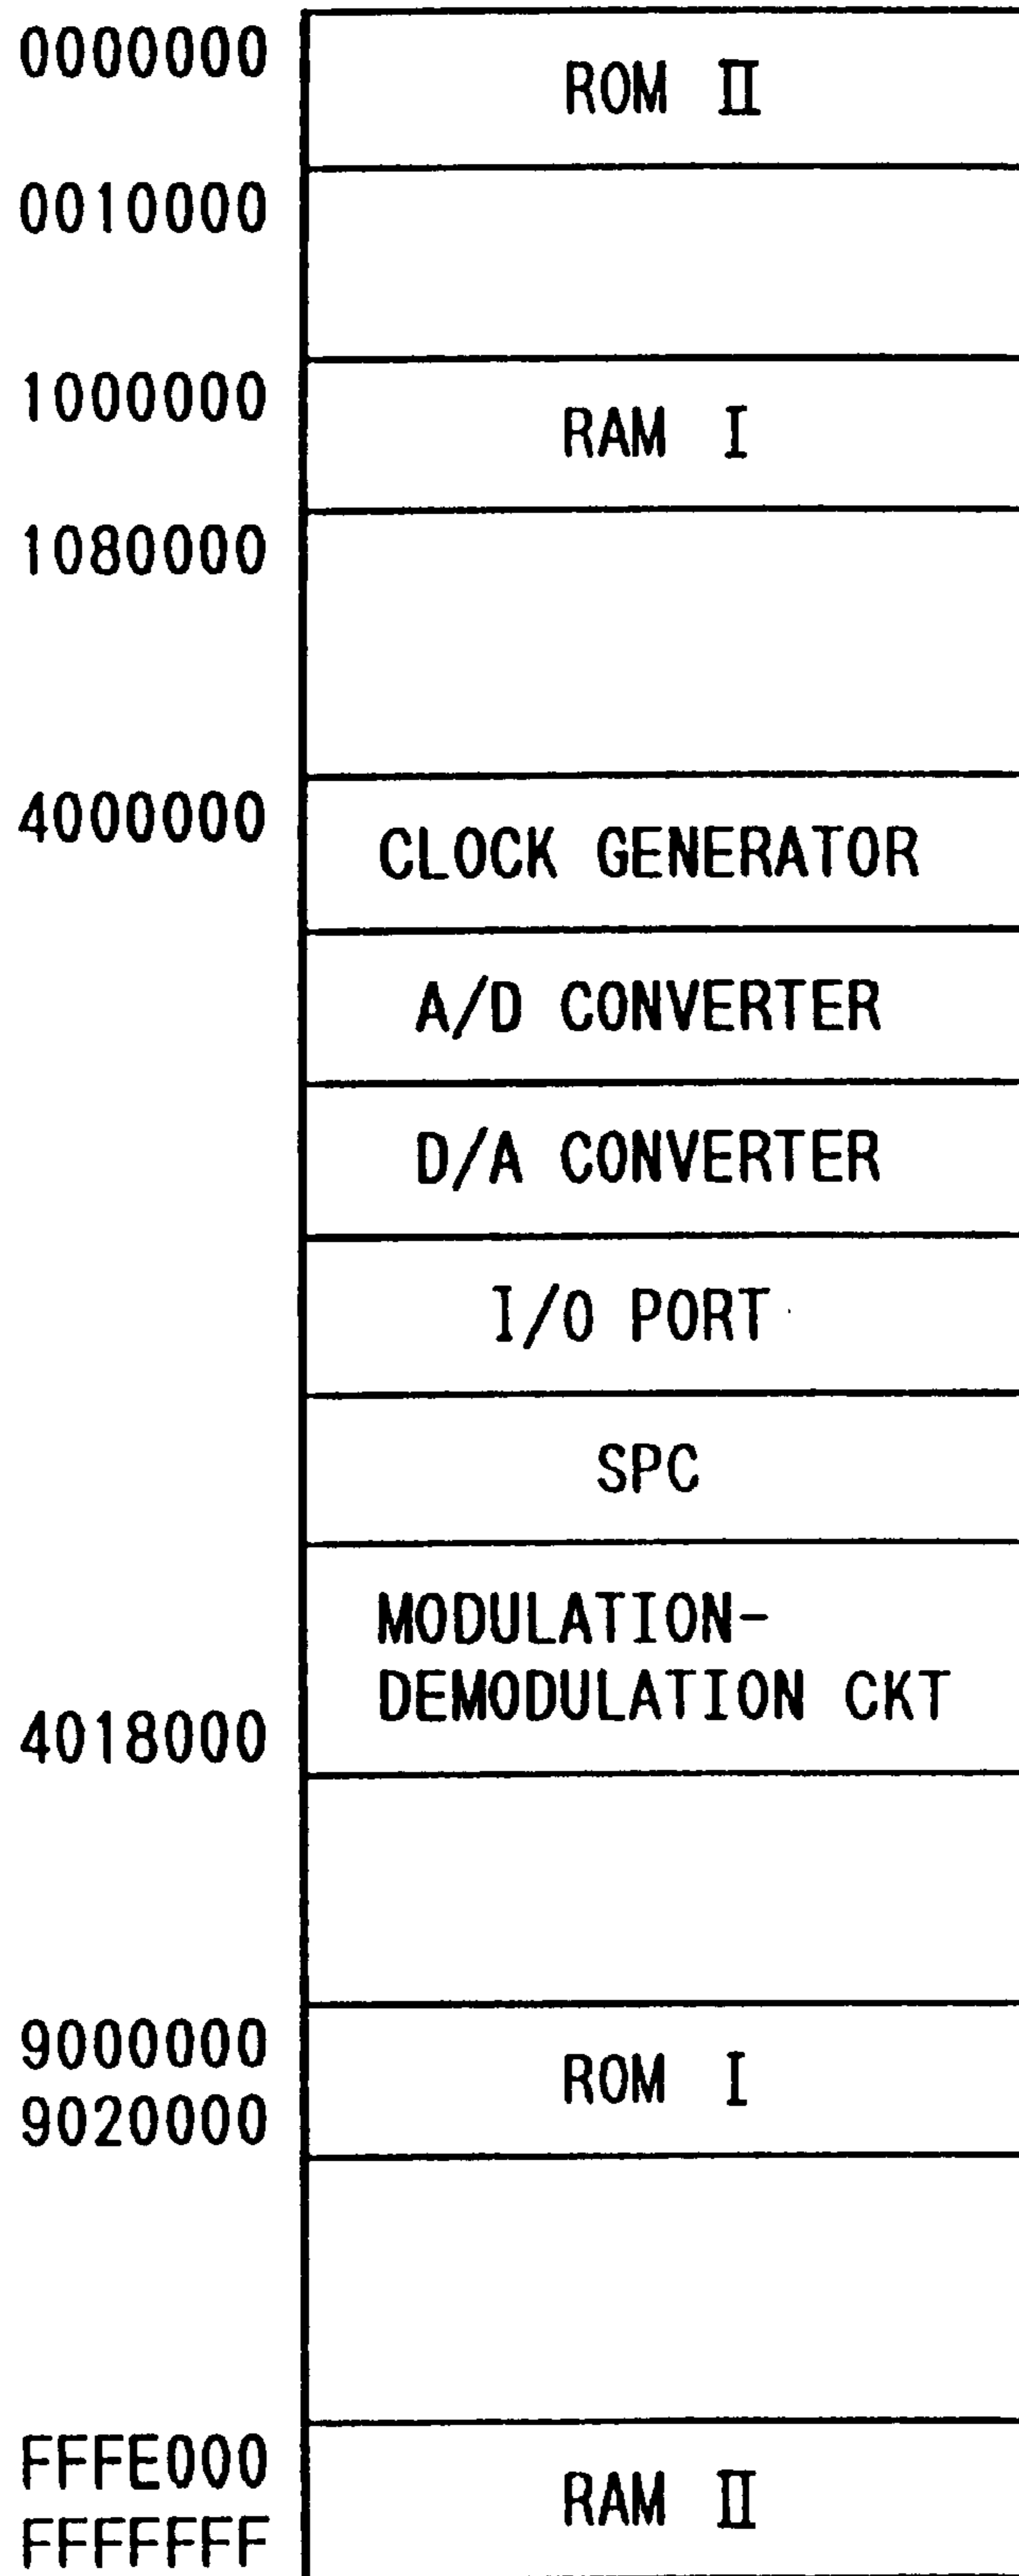 0000000
ROM Ⅱ
0010000
1000000
RAM Ⅰ
1080000
4000000
CLOCK GENERATOR
A/D CONVERTER
D/A CONVERTER
I/O PORT
SPC
MODULATION-
DEMODULATION CKT
4018000
9000000
ROM Ⅰ
9020000
FFFE000
RAM Ⅱ
FFFFFFF